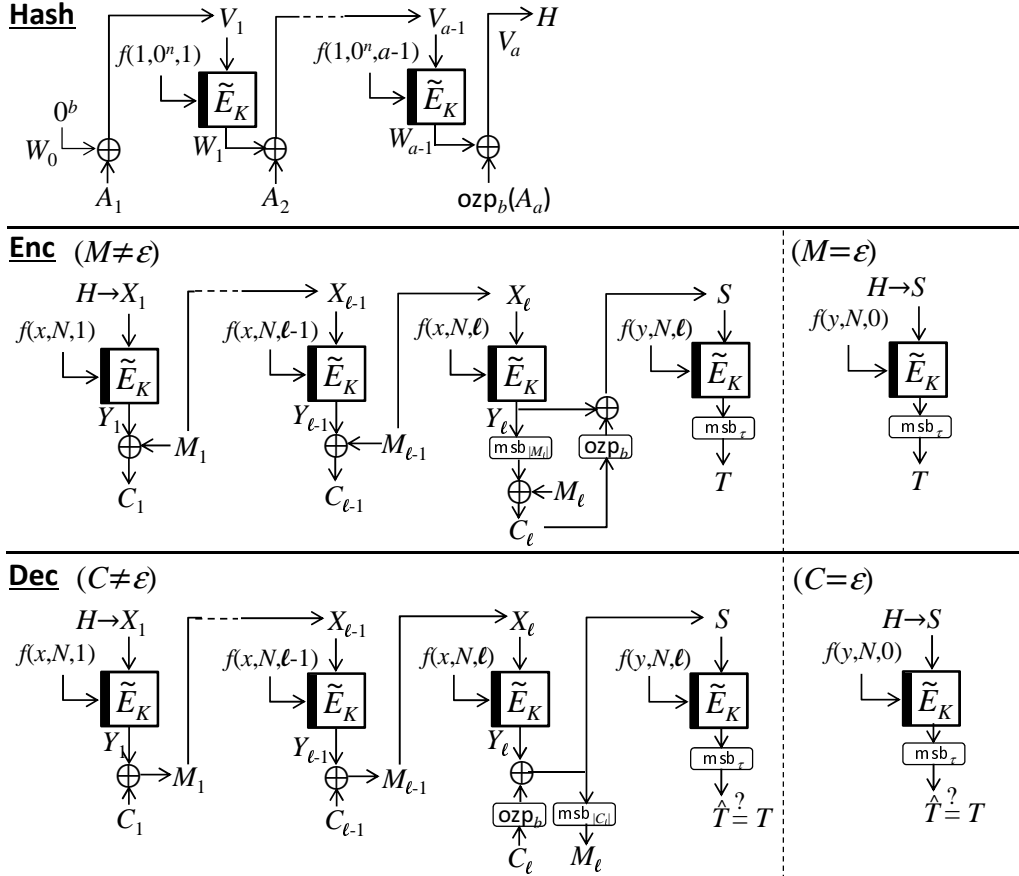 Hash
V₁ V_{a-1} H
V_a
f(1,0ⁿ,1) f(1,0ⁿ,a-1)
Ẽ_K Ẽ_K
0ᵇ
W₀ W₁ W_{a-1}
A₁ A₂ ozp_b(A_a)
Enc (M≠ε) (M=ε)
H→X₁ X_{ℓ-1} X_ℓ S H→S
f(x,N,1) f(x,N,ℓ-1) f(x,N,ℓ) f(y,N,ℓ) f(y,N,0)
Ẽ_K Ẽ_K Ẽ_K Ẽ_K Ẽ_K
Y₁ Y_{ℓ-1} Y_ℓ
M₁ M_{ℓ-1} msb_{|M_ℓ|} ozp_b msb_τ msb_τ
C₁ C_{ℓ-1} M_ℓ T T
C_ℓ
Dec (C≠ε) (C=ε)
H→X₁ X_{ℓ-1} X_ℓ S H→S
f(x,N,1) f(x,N,ℓ-1) f(x,N,ℓ) f(y,N,ℓ) f(y,N,0)
Ẽ_K Ẽ_K Ẽ_K Ẽ_K Ẽ_K
Y₁ Y_{ℓ-1} Y_ℓ
M₁ M_{ℓ-1} msb_τ msb_τ
C₁ C_{ℓ-1} ozp_b msb_{|C_ℓ|} T̂ ≟ T T̂ ≟ T
C_ℓ M_ℓ